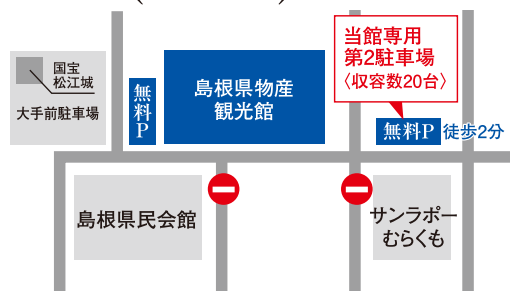 国宝
松江城
大手前駐車場
無料P
島根県物産
観光館
当館専用
第2駐車場
〈収容数20台〉
無料P
徒歩2分
島根県民会館
サンラポー
むらくも